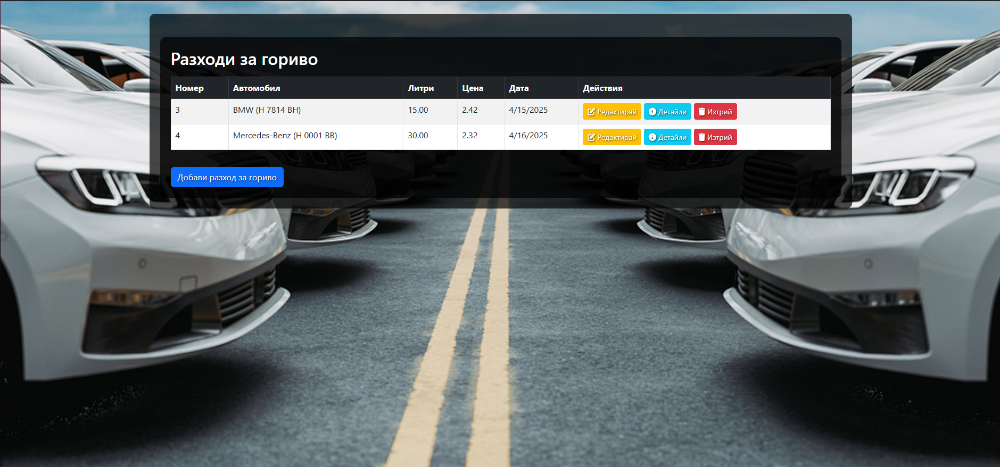 Разходи за гориво
Номер Автомобил Литри Цена Дата Действия
3 BMW (H 7814 BH) 15.00 2.42 4/15/2025 Редактирай Детайли Изтрий
4 Mercedes-Benz (H 0001 BB) 30.00 2.32 4/16/2025 Редактирай Детайли Изтрий
Добави разход за гориво